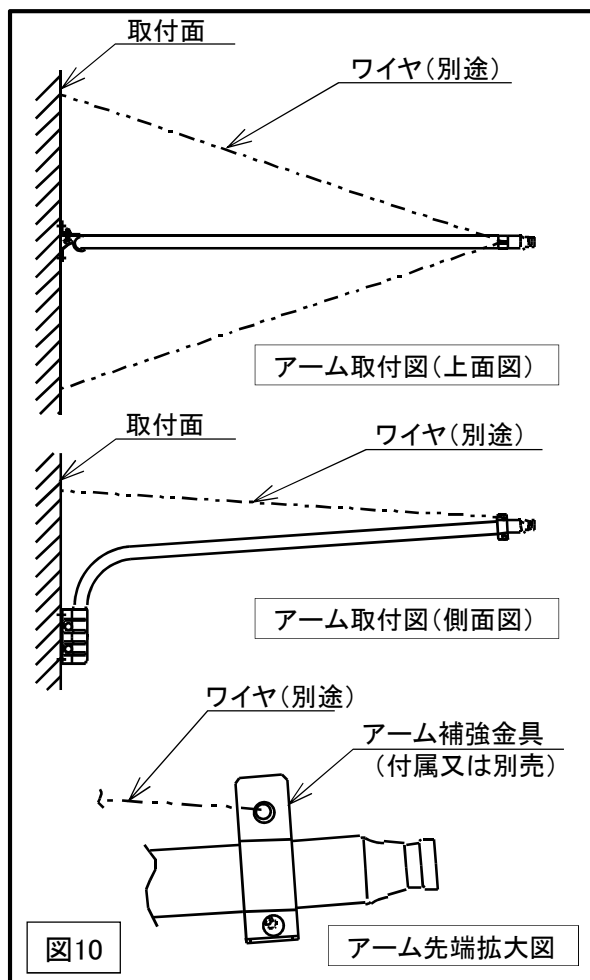 取付面
ワイヤ(別途)
アーム取付図(上面図)
取付面
ワイヤ(別途)
アーム取付図(側面図)
ワイヤ(別途)
アーム補強金具
(付属又は別売)
図10
アーム先端拡大図